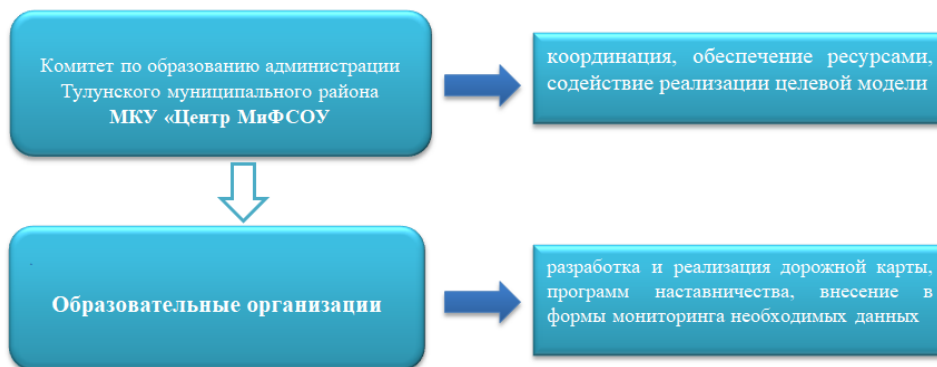 Комитет по образованию администрации
Тулунского муниципального района
МКУ «Центр МиФСОУ
координация, обеспечение ресурсами,
содействие реализации целевой модели
Образовательные организации
разработка и реализация дорожной карты,
программ наставничества, внесение в
формы мониторинга необходимых данных